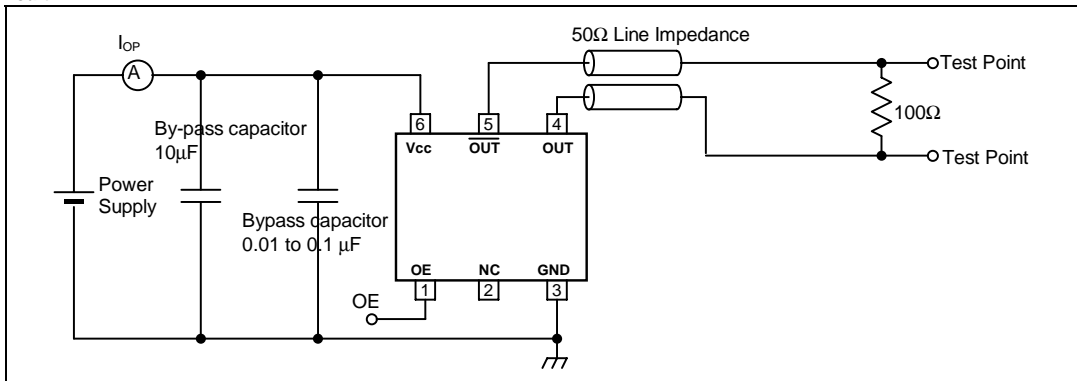 I_OP
50Ω Line Impedance
A
Test Point
By-pass capacitor
10µF
6
5
4
100Ω
Vcc
OUT
OUT
Test Point
Power
Supply
Bypass capacitor
0.01 to 0.1 µF
OE
NC
GND
1
2
3
OE